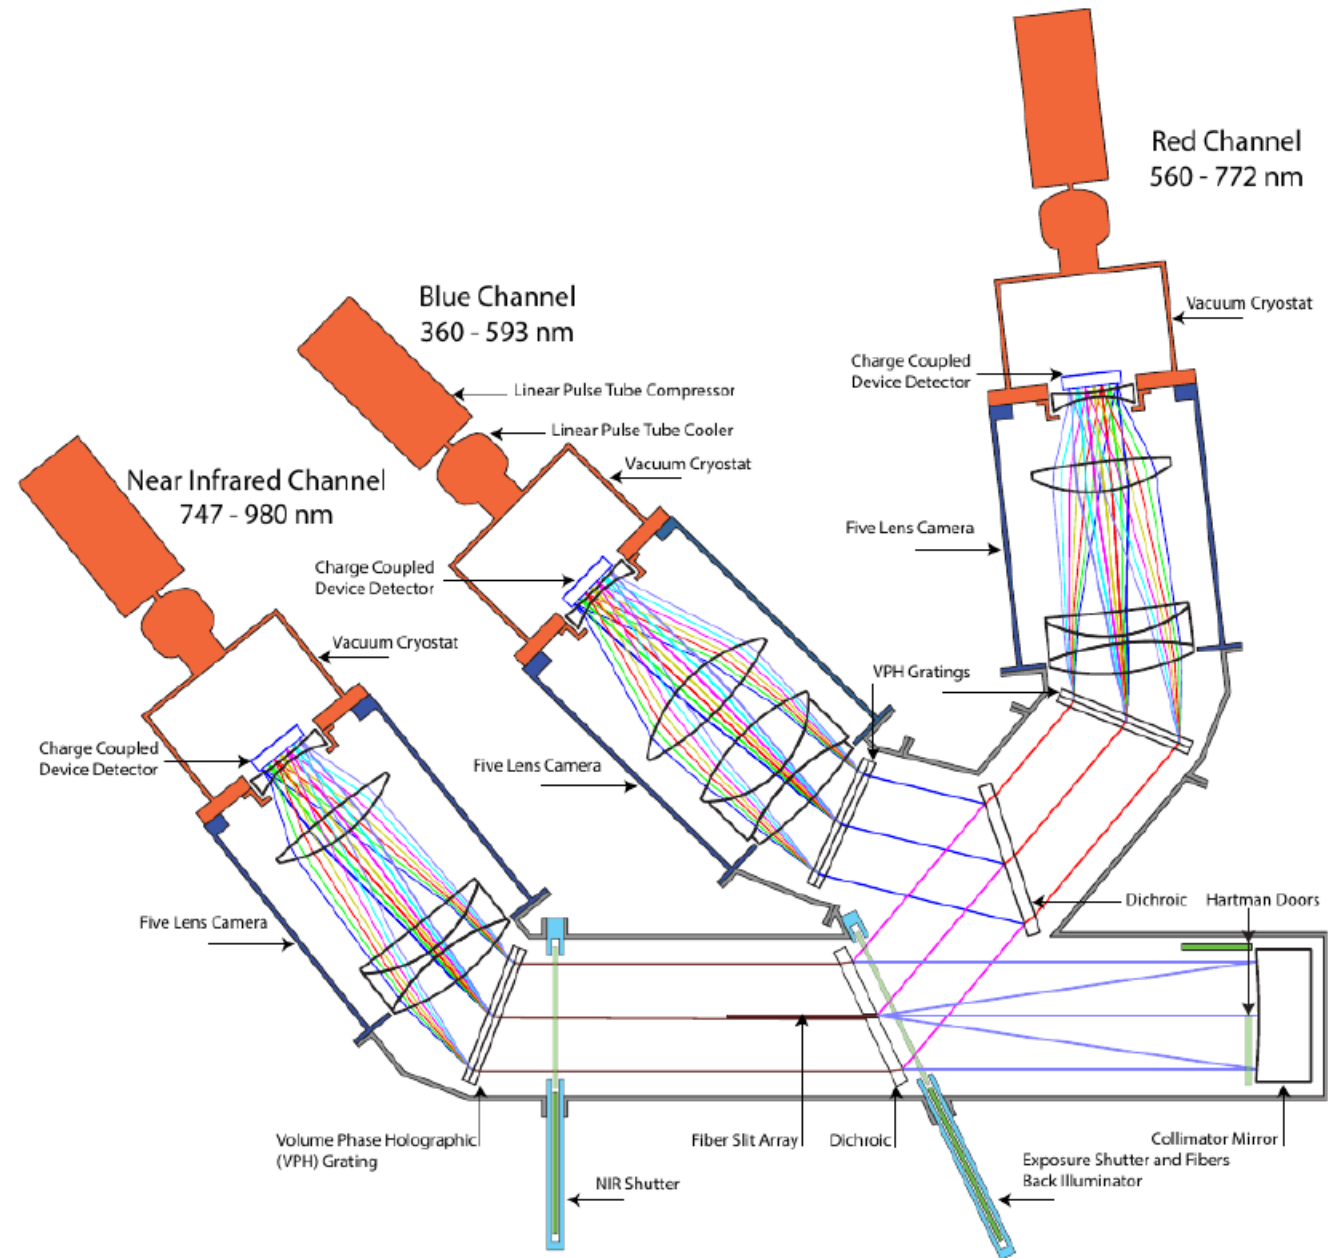 Red Channel
560 - 772 nm
Vacuum Cryostat
Charge Coupled
Device Detector
Five Lens Camera
Blue Channel
360 - 593 nm
Linear Pulse Tube Compressor
Linear Pulse Tube Cooler
Vacuum Cryostat
Charge Coupled
Device Detector
Five Lens Camera
VPH Gratings
Near Infrared Channel
747 - 980 nm
Vacuum Cryostat
Charge Coupled
Device Detector
Five Lens Camera
Dichroic
Hartman Doors
Volume Phase Holographic
(VPH) Grating
NIR Shutter
Fiber Slit Array
Dichroic
Exposure Shutter and Fibers
Back Illuminator
Collimator Mirror